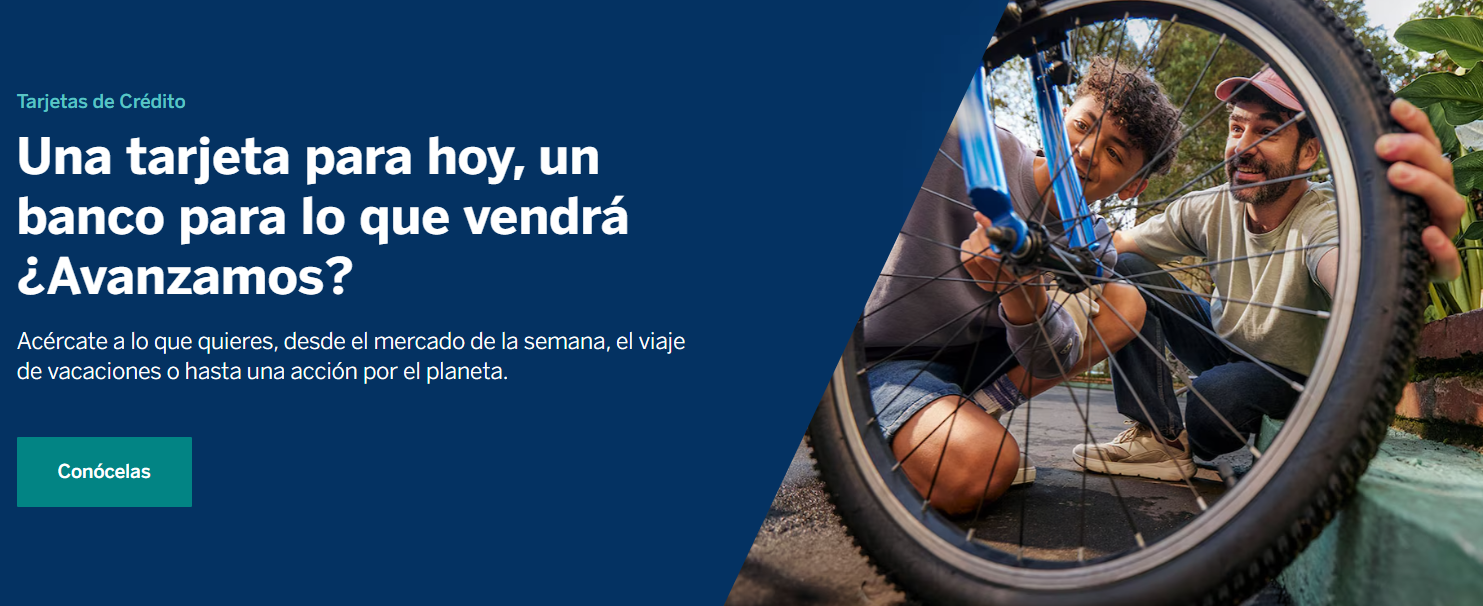 Tarjetas de Crédito
Una tarjeta para hoy, un
banco para lo que vendrá
¿Avanzamos?
Acércate a lo que quieres, desde el mercado de la semana, el viaje
de vacaciones o hasta una acción por el planeta.
Conócelas